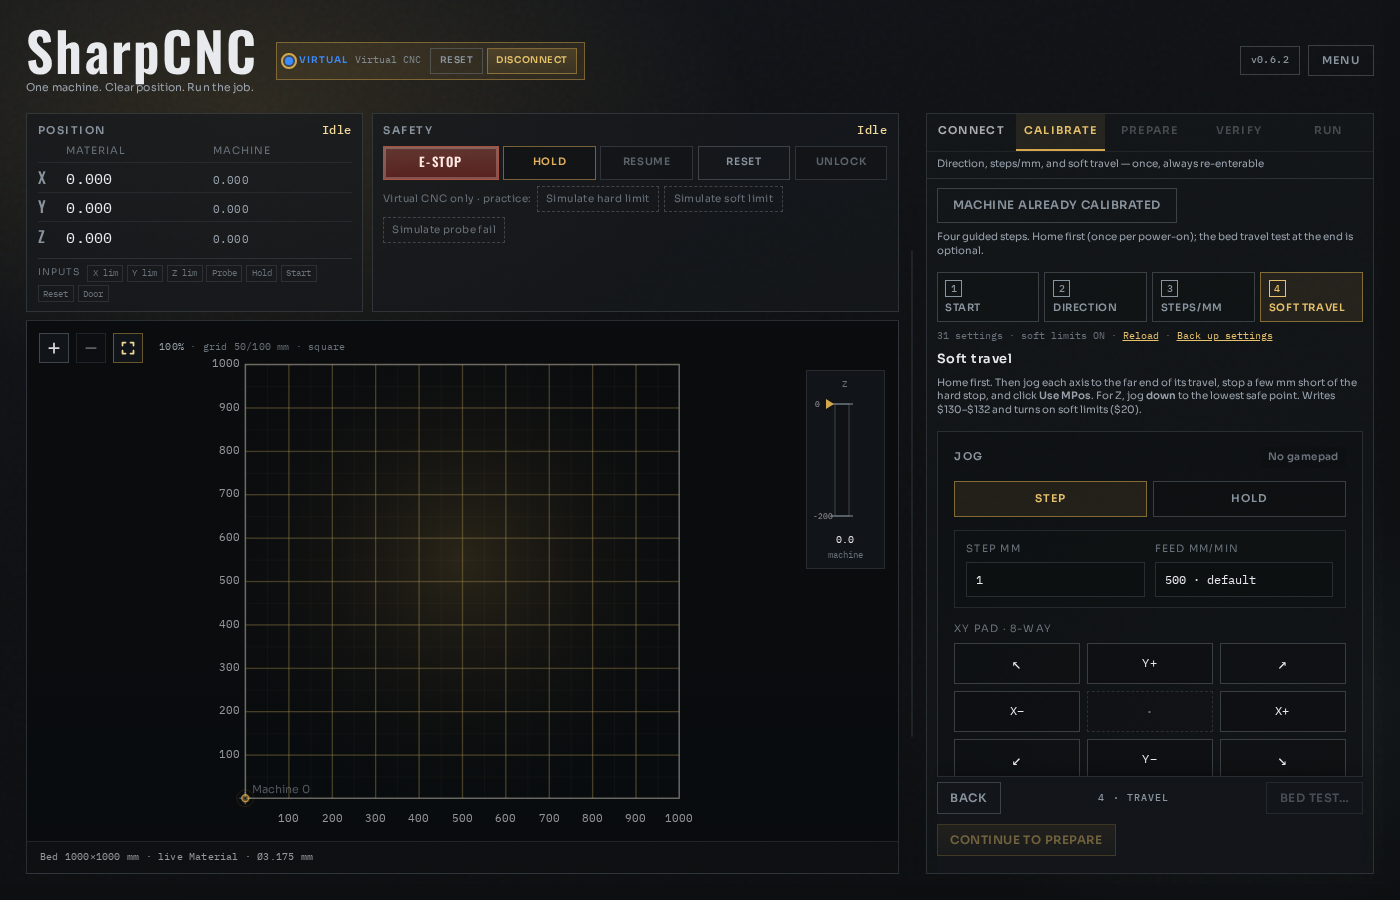 SharpCNC
One machine. Clear position. Run the job.
VIRTUAL Virtual CNC RESET DISCONNECT
v0.6.2 MENU
POSITION Idle
MATERIAL MACHINE
X 0.000 0.000
Y 0.000 0.000
Z 0.000 0.000
INPUTS X lim Y lim Z lim Probe Hold Start
Reset Door
SAFETY Idle
E-STOP HOLD RESUME RESET UNLOCK
Virtual CNC only · practice: Simulate hard limit Simulate soft limit
Simulate probe fail
+ − 100% · grid 50/100 mm · square
1000
900
800
700
600
500
400
300
200
100
Machine 0
100 200 300 400 500 600 700 800 900 1000
Z
0
-200
0.0
machine
Bed 1000×1000 mm · live Material · Ø3.175 mm
CONNECT CALIBRATE PREPARE VERIFY RUN
Direction, steps/mm, and soft travel — once, always re-enterable
MACHINE ALREADY CALIBRATED
Four guided steps. Home first (once per power-on); the bed travel test at the end is
optional.
1 2 3 4
START DIRECTION STEPS/MM SOFT TRAVEL
31 settings · soft limits ON · Reload · Back up settings
Soft travel
Home first. Then jog each axis to the far end of its travel, stop a few mm short of the
hard stop, and click Use MPos. For Z, jog down to the lowest safe point. Writes
$130–$132 and turns on soft limits ($20).
JOG No gamepad
STEP HOLD
STEP MM FEED MM/MIN
1 500 · default
XY PAD · 8-WAY
↖ Y+ ↗
X− · X+
↙ Y− ↘
BACK 4 · TRAVEL BED TEST…
CONTINUE TO PREPARE